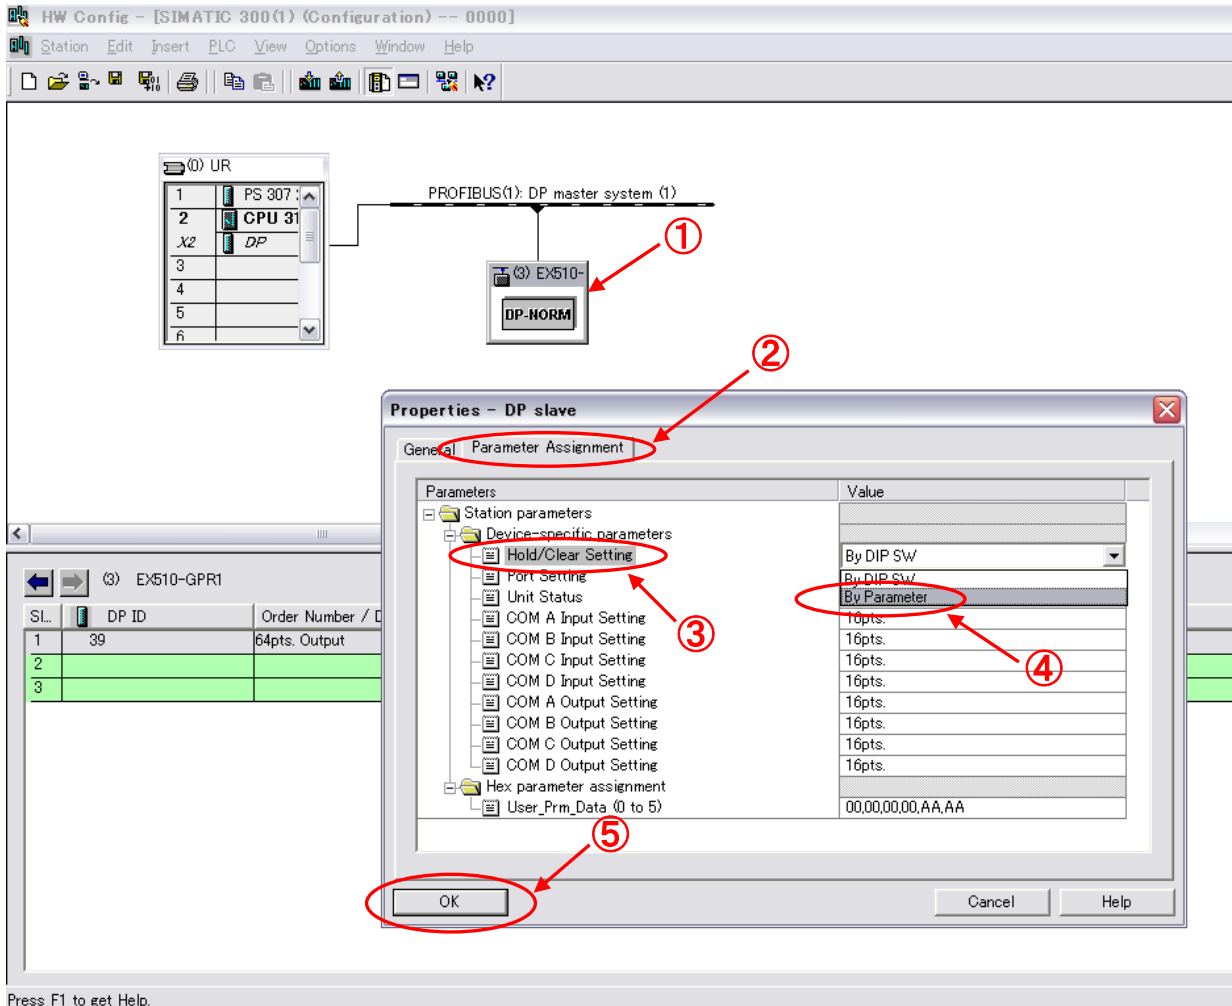 HW Config - [SIMATIC 300(1) (Configuration) -- 0000]
Station Edit Insert PLC View Options Window Help
(0) UR
1 PS 307
2 CPU 31
X2 DP
3
4
5
6
PROFIBUS(1): DP master system (1)
①
(3) EX510-
DP-NORM
②
Properties - DP slave
General Parameter Assignment
Parameters Value
Station parameters
Device-specific parameters
Hold/Clear Setting By DIP SW
Port Setting By DIP SW
Unit Status By Parameter
COM A Input Setting 16pts.
COM B Input Setting 16pts.
COM C Input Setting 16pts.
COM D Input Setting 16pts.
COM A Output Setting 16pts.
COM B Output Setting 16pts.
COM C Output Setting 16pts.
COM D Output Setting 16pts.
Hex parameter assignment
User_Prm_Data (0 to 5) 00,00,00,00,AA,AA
③
④
⑤
OK Cancel Help
(3) EX510-GPR1
Sl... DP ID Order Number /
1 39 64pts. Output
2
3
Press F1 to get Help.